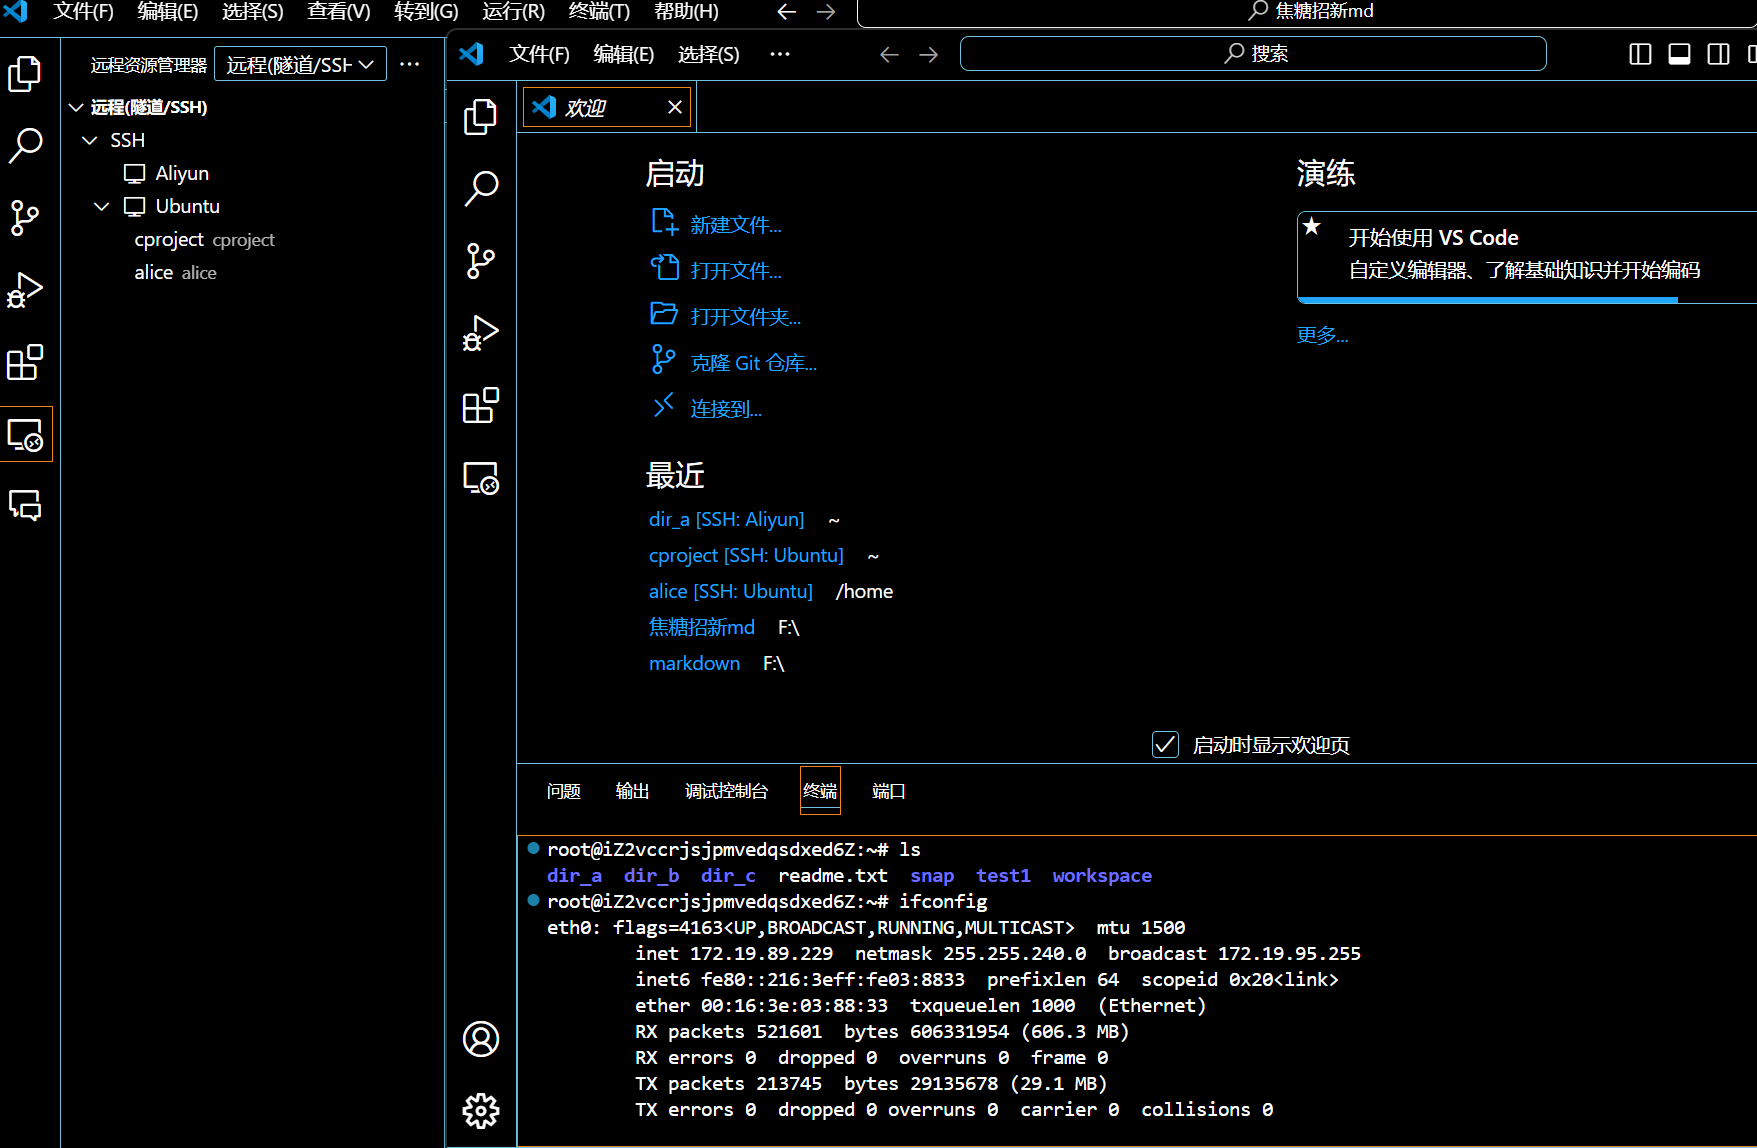 文件(F) 编辑(E) 选择(S) 查看(V) 转到(G) 运行(R) 终端(T) 帮助(H) 焦糖招新md
远程资源管理器 远程(隧道/SSH
远程(隧道/SSH)
SSH
Aliyun
Ubuntu
cproject cproject
alice alice
文件(F) 编辑(E) 选择(S) ··· 搜索
欢迎
启动
新建文件...
打开文件...
打开文件夹...
克隆 Git 仓库...
连接到...
最近
dir_a [SSH: Aliyun] ~
cproject [SSH: Ubuntu] ~
alice [SSH: Ubuntu] /home
焦糖招新md F:\
markdown F:\
演练
开始使用 VS Code
自定义编辑器、了解基础知识并开始编码
更多...
启动时显示欢迎页
问题 输出 调试控制台 终端 端口
root@iZ2vccrjsjpmvedqsdxed6Z:~# ls
dir_a dir_b dir_c readme.txt snap test1 workspace
root@iZ2vccrjsjpmvedqsdxed6Z:~# ifconfig
eth0: flags=4163<UP,BROADCAST,RUNNING,MULTICAST> mtu 1500
inet 172.19.89.229 netmask 255.255.240.0 broadcast 172.19.95.255
inet6 fe80::216:3eff:fe03:8833 prefixlen 64 scopeid 0x20<link>
ether 00:16:3e:03:88:33 txqueuelen 1000 (Ethernet)
RX packets 521601 bytes 606331954 (606.3 MB)
RX errors 0 dropped 0 overruns 0 frame 0
TX packets 213745 bytes 29135678 (29.1 MB)
TX errors 0 dropped 0 overruns 0 carrier 0 collisions 0